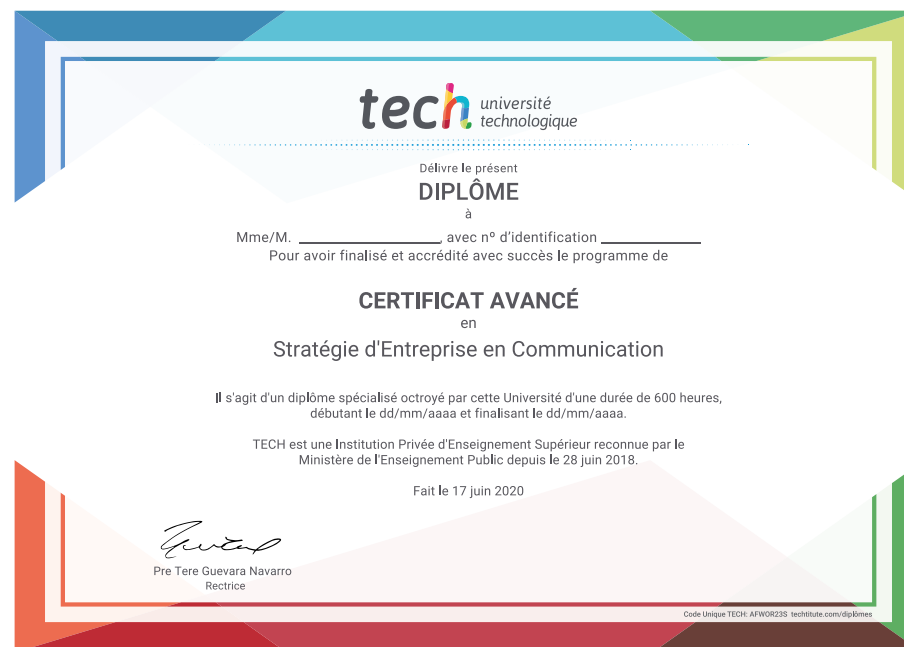 tech université
technologique
Délivre le présent
DIPLÔME
à
Mme/M. ____________________, avec nº d'identification ______________
Pour avoir finalisé et accrédité avec succès le programme de
CERTIFICAT AVANCÉ
en
Stratégie d'Entreprise en Communication
Il s'agit d'un diplôme spécialisé octroyé par cette Université d'une durée de 600 heures,
débutant le dd/mm/aaaa et finalisant le dd/mm/aaaa.
TECH est une Institution Privée d'Enseignement Supérieur reconnue par le
Ministère de l'Enseignement Public depuis le 28 juin 2018.
Fait le 17 juin 2020
Pre Tere Guevara Navarro
Rectrice
Code Unique TECH: AFWOR23S techtitute.com/diplômes